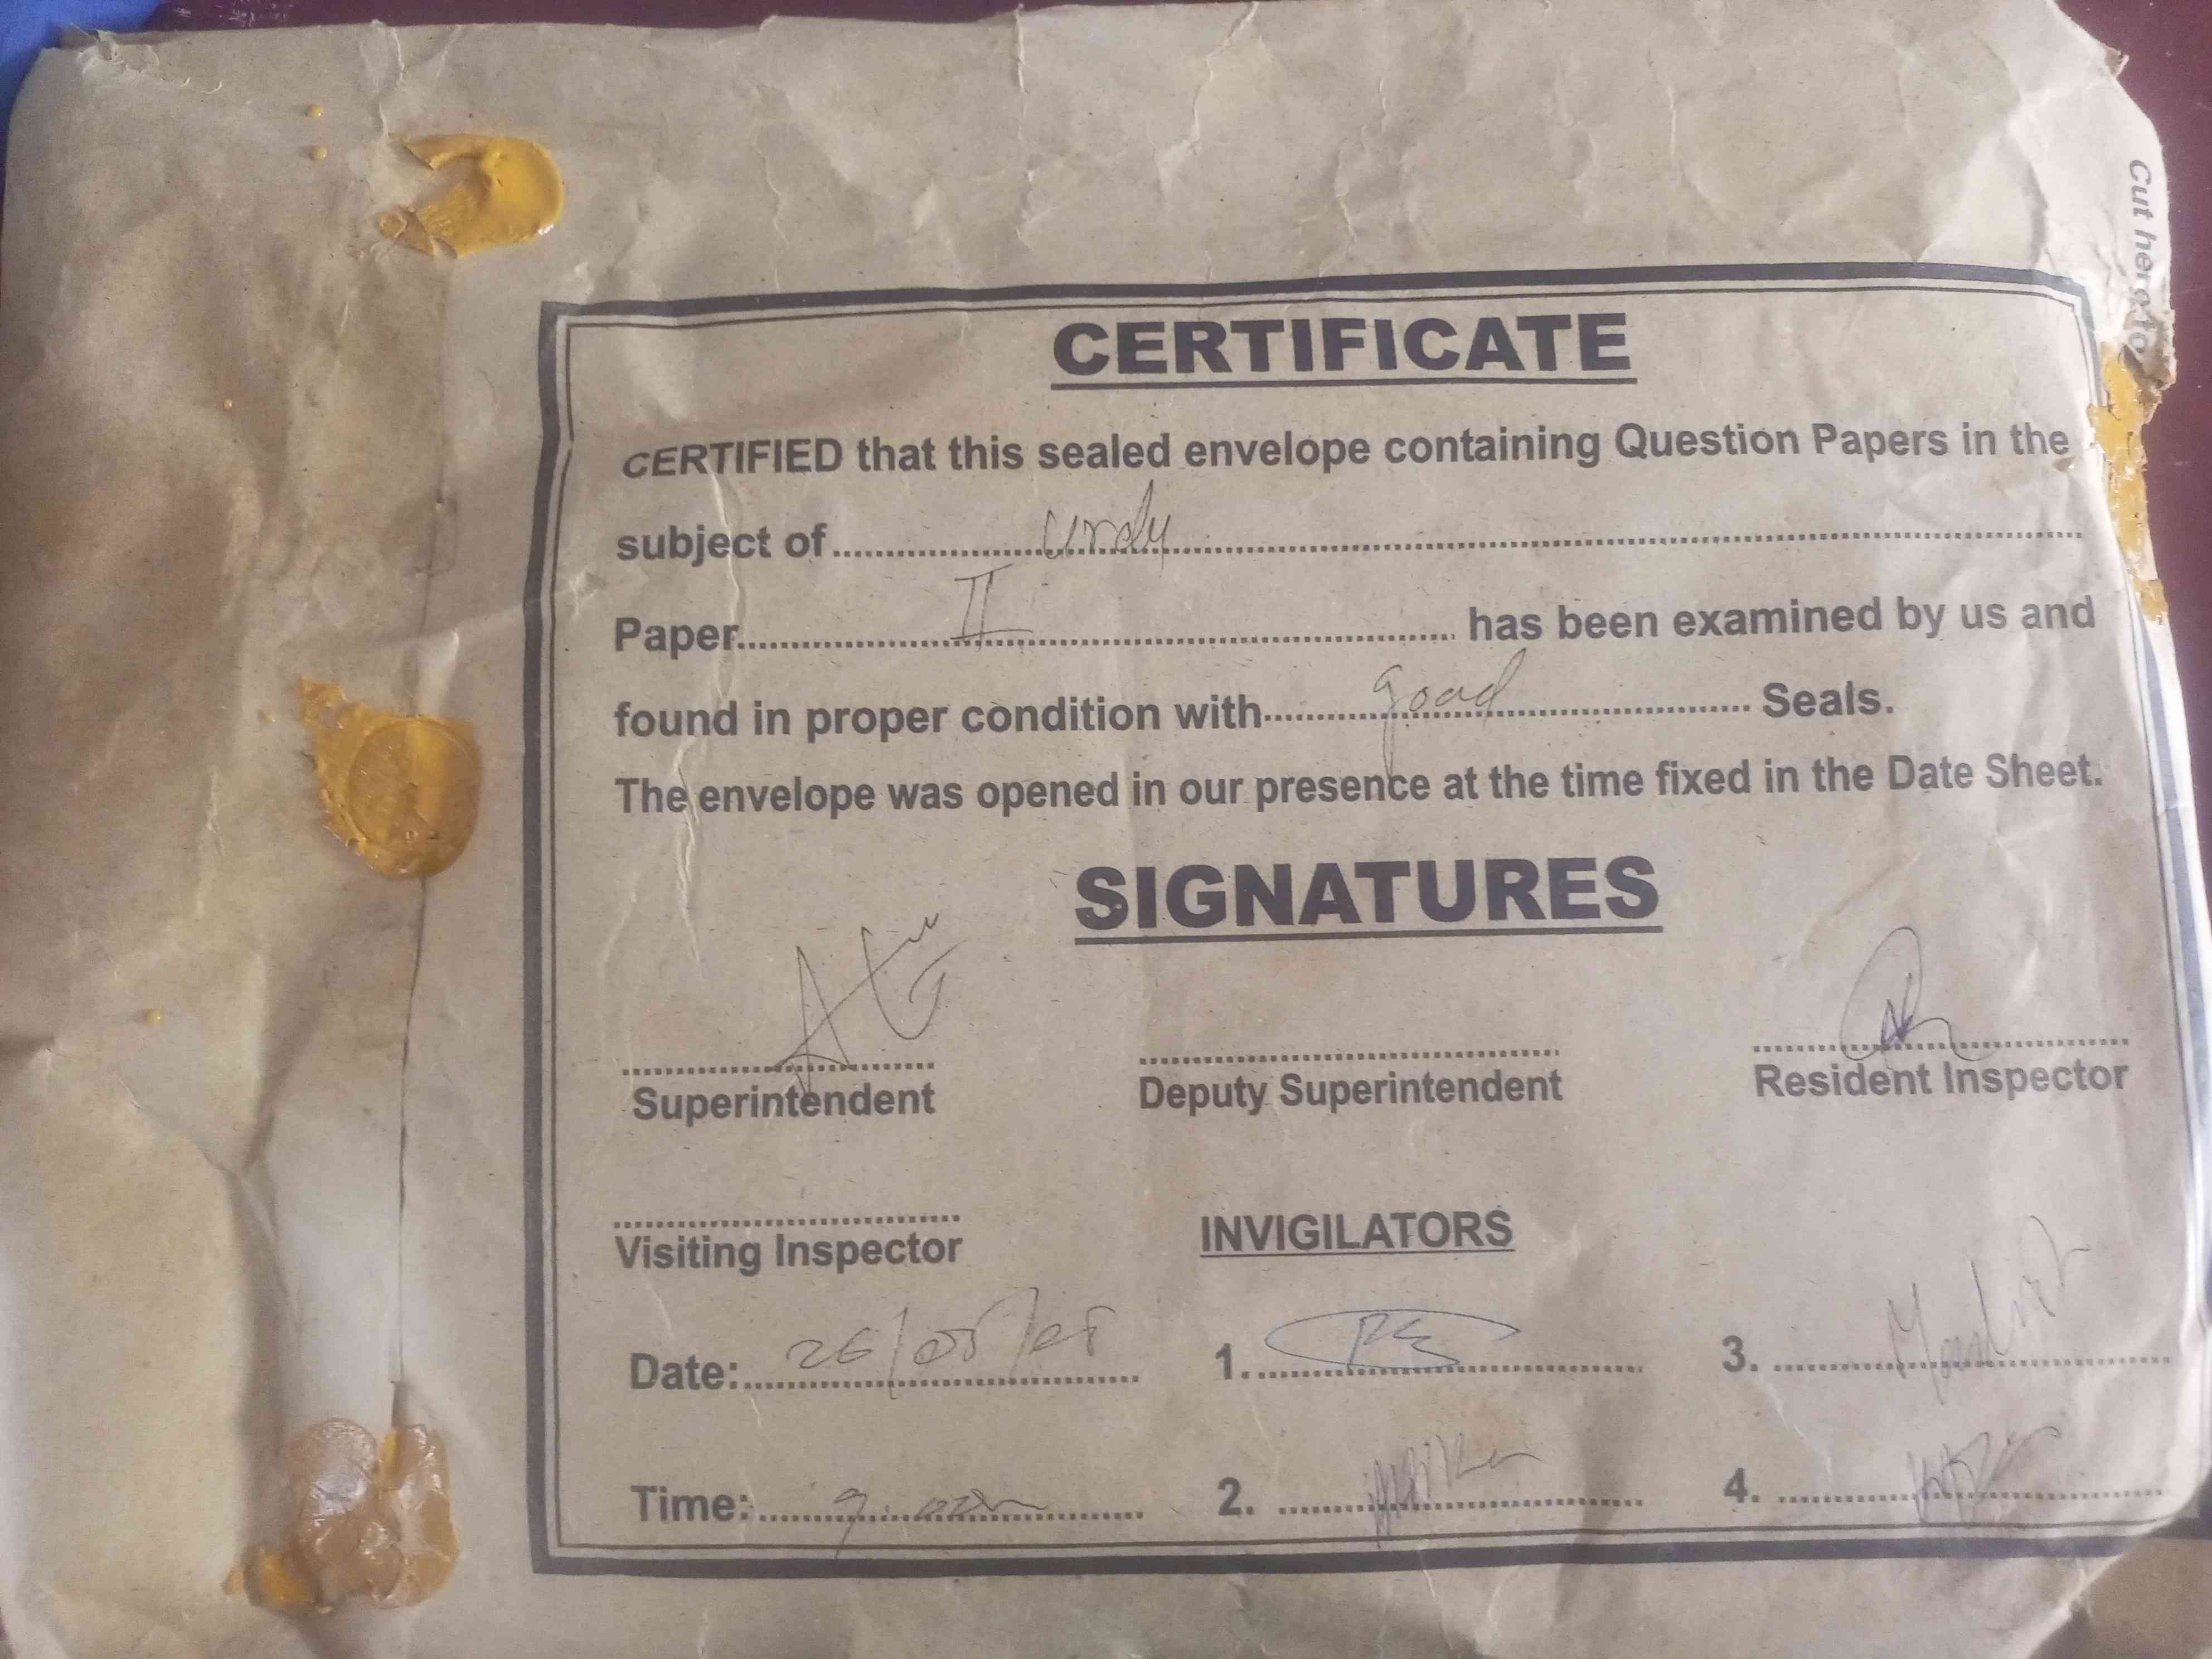 Cut here to
CERTIFICATE
CERTIFIED that this sealed envelope containing Question Papers in the
subject of Urdu
Paper II has been examined by us and
found in proper condition with good Seals.
The envelope was opened in our presence at the time fixed in the Date Sheet.
SIGNATURES
Superintendent Deputy Superintendent Resident Inspector
Visiting Inspector INVIGILATORS
Date: 1. 3.
Time: 2. 4.